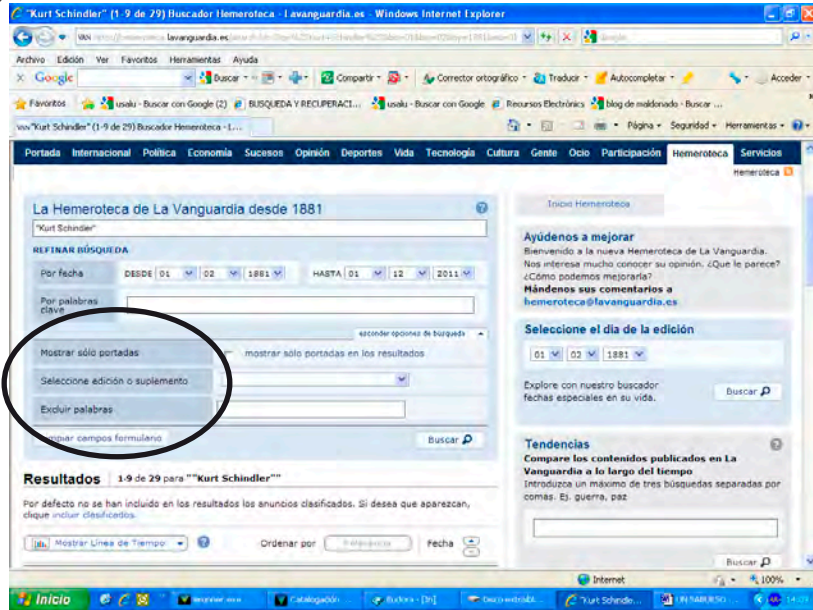 "Kurt Schindler" (1-9 de 29) Buscador Hemeroteca - Lavanguardia.es - Windows Internet Explorer
lavanguardia.es
Archivo Edición Ver Favoritos Herramientas Ayuda
Google Buscar Compartir Corrector ortográfico Traducir Autocompletar Acceder
Favoritos usalu - Buscar con Google (2) BUSQUEDA Y RECUPERACI... usalu - Buscar con Google Recursos Electrónics blog de maldonado - Buscar ...
"Kurt Schindler" (1-9 de 29) Buscador Hemeroteca - L... Página Seguridad Herramientas
Portada Internacional Política Economía Sucesos Opinión Deportes Vida Tecnología Cultura Gente Ocio Participación Hemeroteca Servicios
Hemeroteca
La Hemeroteca de La Vanguardia desde 1881
"Kurt Schindler"
REFINAR BÚSQUEDA
Por fecha DESDE 01 02 1881 HASTA 01 12 2011
Por palabras clave
esconder opciones de búsqueda
Mostrar sólo portadas mostrar sólo portadas en los resultados
Seleccione edición o suplemento
Excluir palabras
campos formulario Buscar
Resultados 1-9 de 29 para ""Kurt Schindler""
Por defecto no se han incluido en los resultados los anuncios clasificados. Si desea que aparezcan,
clique incluir clasificados.
Mostrar Línea de Tiempo Ordenar por Relevancia Fecha
Inicio Hemeroteca
Ayúdenos a mejorar
Bienvenido a la nueva Hemeroteca de La Vanguardia.
Nos interesa mucho conocer su opinión. ¿Que le parece?
¿Cómo podemos mejorarla?
Mándenos sus comentarios a
hemeroteca@lavanguardia.es
Seleccione el día de la edición
01 02 1881
Explore con nuestro buscador
fechas especiales en su vida.
Buscar
Tendencias
Compare los contenidos publicados en La
Vanguardia a lo largo del tiempo
Introduzca un máximo de tres búsquedas separadas por
comas. Ej. guerra, paz
Buscar
Internet 100%
Inicio Catalogación Eudora - [In] "Kurt Schindle... 14:01